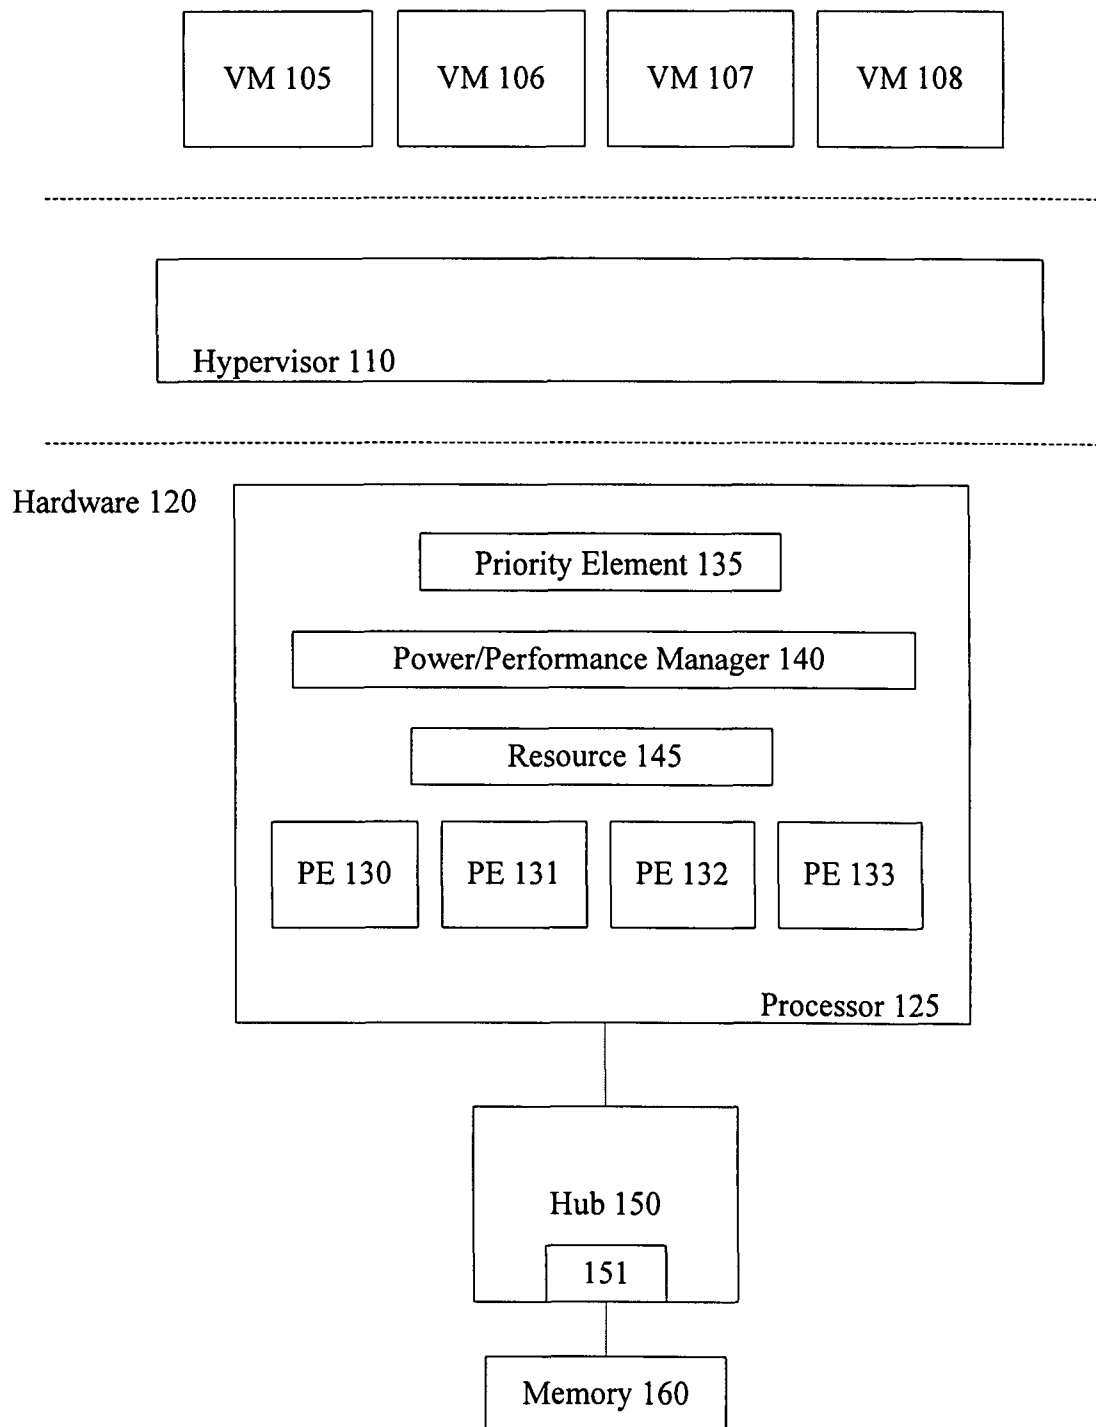 VM 105
VM 106
VM 107
VM 108
Hypervisor 110
Hardware 120
Priority Element 135
Power/Performance Manager 140
Resource 145
PE 130
PE 131
PE 132
PE 133
Processor 125
Hub 150
151
Memory 160